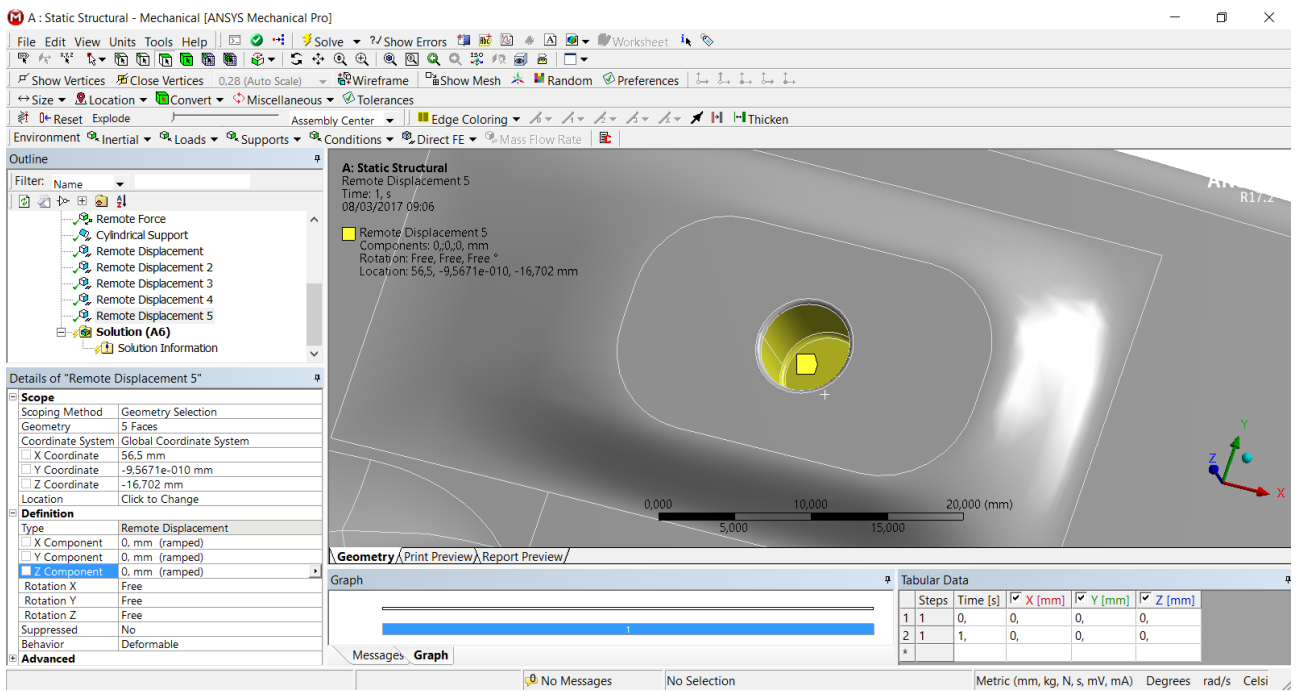 A : Static Structural - Mechanical [ANSYS Mechanical Pro]
File Edit View Units Tools Help Solve ?/Show Errors Worksheet
Show Vertices Close Vertices 0,28 (Auto Scale) Wireframe Show Mesh Random Preferences
Size Location Convert Miscellaneous Tolerances
Reset Explode Assembly Center Edge Coloring Thicken
Environment Inertial Loads Supports Conditions Direct FE Mass Flow Rate
Outline
Filter: Name
Remote Force
Cylindrical Support
Remote Displacement
Remote Displacement 2
Remote Displacement 3
Remote Displacement 4
Remote Displacement 5
Solution (A6)
Solution Information
Details of "Remote Displacement 5"
Scope
Scoping Method Geometry Selection
Geometry 5 Faces
Coordinate System Global Coordinate System
X Coordinate 56,5 mm
Y Coordinate -9,5671e-010 mm
Z Coordinate -16,702 mm
Location Click to Change
Definition
Type Remote Displacement
X Component 0, mm (ramped)
Y Component 0, mm (ramped)
Z Component 0, mm (ramped)
Rotation X Free
Rotation Y Free
Rotation Z Free
Suppressed No
Behavior Deformable
Advanced
A: Static Structural
Remote Displacement 5
Time: 1, s
08/03/2017 09:06
Remote Displacement 5
Components: 0,;0,;0, mm
Rotation: Free, Free, Free °
Location: 56,5, -9,5671e-010, -16,702 mm
R17.2
Y
Z
X
0,000 10,000 20,000 (mm)
5,000 15,000
Geometry Print Preview Report Preview
Graph
1
Messages Graph
Tabular Data
Steps Time [s] X [mm] Y [mm] Z [mm]
1 1 0, 0, 0, 0,
2 1 1, 0, 0, 0,
*
No Messages No Selection Metric (mm, kg, N, s, mV, mA) Degrees rad/s Celsi